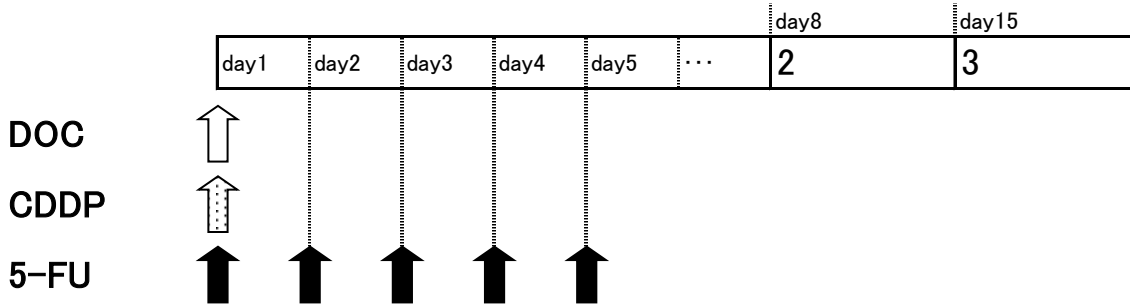 day8 day15
day1 day2 day3 day4 day5 ・・・ 2 3
DOC
CDDP
5-FU